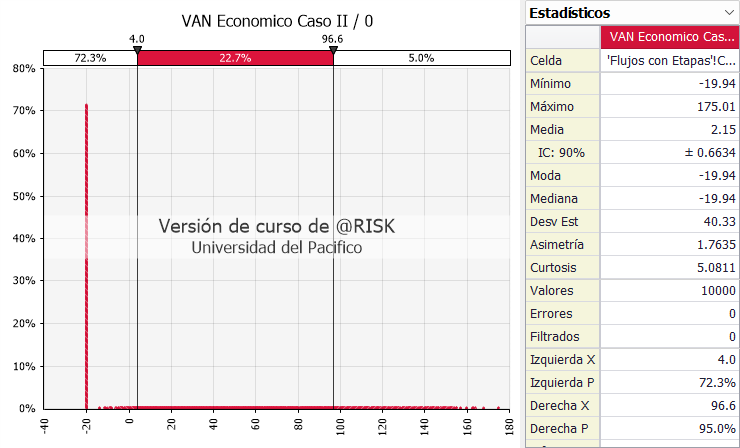 VAN Economico Caso II / 0
4.0 96.6
72.3% 22.7% 5.0%
80%
70%
60%
50%
40%
30%
20%
10%
0%
-40 -20 0 20 40 60 80 100 120 140 160 180
Versión de curso de @RISK
Universidad del Pacifico
Estadísticos
VAN Economico Cas...
Celda 'Flujos con Etapas'!C...
Mínimo -19.94
Máximo 175.01
Media 2.15
IC: 90% ± 0.6634
Moda -19.94
Mediana -19.94
Desv Est 40.33
Asimetría 1.7635
Curtosis 5.0811
Valores 10000
Errores 0
Filtrados 0
Izquierda X 4.0
Izquierda P 72.3%
Derecha X 96.6
Derecha P 95.0%